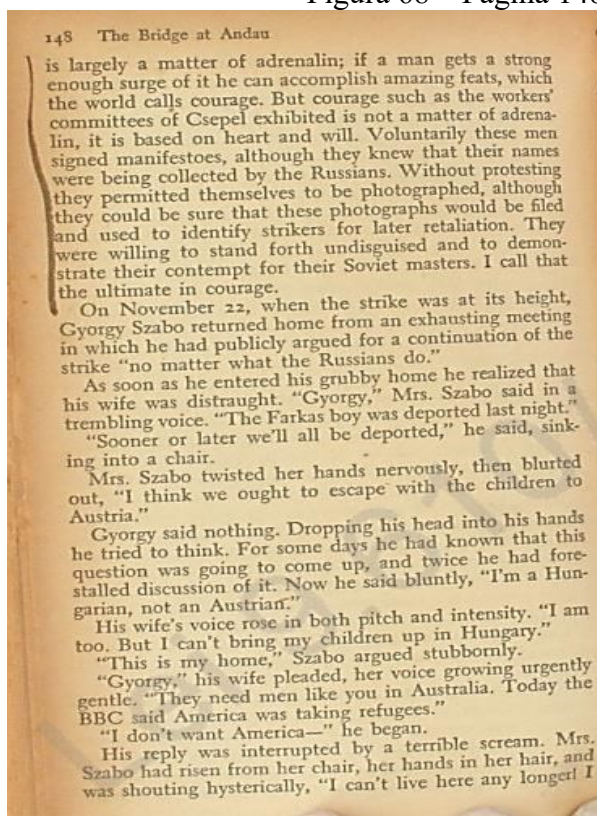 148 The Bridge at Andau
is largely a matter of adrenalin; if a man gets a strong
enough surge of it he can accomplish amazing feats, which
the world calls courage. But courage such as the workers'
committees of Csepel exhibited is not a matter of adrena-
lin, it is based on heart and will. Voluntarily these men
signed manifestoes, although they knew that their names
were being collected by the Russians. Without protesting
they permitted themselves to be photographed, although
they could be sure that these photographs would be filed
and used to identify strikers for later retaliation. They
were willing to stand forth undisguised and to demon-
strate their contempt for their Soviet masters. I call that
the ultimate in courage.
On November 22, when the strike was at its height,
Gyorgy Szabo returned home from an exhausting meeting
in which he had publicly argued for a continuation of the
strike “no matter what the Russians do.”
As soon as he entered his grubby home he realized that
his wife was distraught. “Gyorgy,” Mrs. Szabo said in a
trembling voice. “The Farkas boy was deported last night.”
“Sooner or later we'll all be deported,” he said, sink-
ing into a chair.
Mrs. Szabo twisted her hands nervously, then blurted
out, “I think we ought to escape with the children to
Austria.”
Gyorgy said nothing. Dropping his head into his hands
he tried to think. For some days he had known that this
question was going to come up, and twice he had fore-
stalled discussion of it. Now he said bluntly, “I'm a Hun-
garian, not an Austrian.”
His wife's voice rose in both pitch and intensity. “I am
too. But I can't bring my children up in Hungary.”
“This is my home,” Szabo argued stubbornly.
“Gyorgy,” his wife pleaded, her voice growing urgently
gentle. “They need men like you in Australia. Today the
BBC said America was taking refugees.”
“I don't want America—” he began.
His reply was interrupted by a terrible scream. Mrs.
Szabo had risen from her chair, her hands in her hair, and
was shouting hysterically, “I can't live here any longer! I